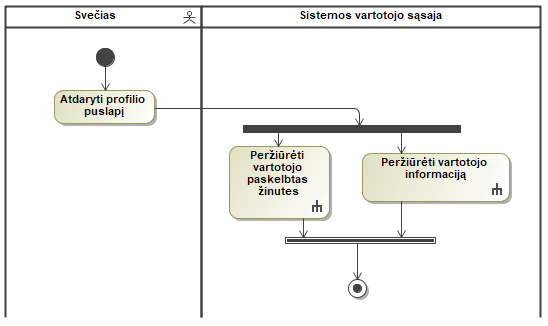 Svečias
Sistemos vartotojo sąsaja
Atdaryti profilio
puslapį
Peržiūrėti
vartotojo
paskelbtas
žinutes
Peržiūrėti vartotojo
informaciją